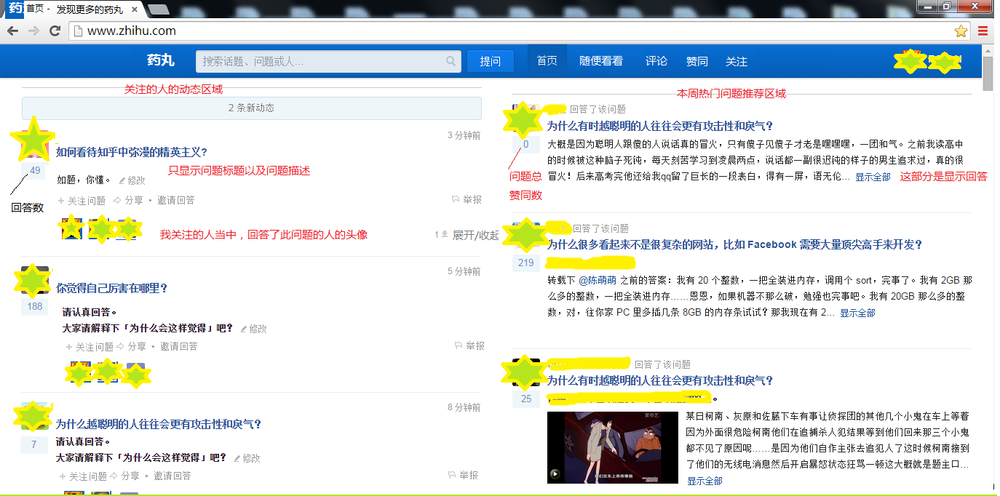 药 首页 - 发现更多的药丸
www.zhihu.com
药丸
搜索话题、问题或人...
提问
首页
随便看看
评论
赞同
关注
关注的人的动态区域
2 条新动态
3 分钟前
如何看待知乎中弥漫的精英主义?
49
只显示问题标题以及问题描述
如题，你懂。 修改
回答数
+ 关注问题 分享 • 邀请回答
举报
我关注的人当中，回答了此问题的人的头像
1 展开/收起
5 分钟前
你觉得自己厉害在哪里?
188
请认真回答。
大家请解释下「为什么会这样觉得」吧? 修改
+ 关注问题 分享 • 邀请回答
举报
8 分钟前
为什么越聪明的人往往会更有攻击性和戾气?
7
请认真回答。
大家请解释下「为什么会这样觉得」吧? 修改
+ 关注问题 分享 • 邀请回答
举报
本周热门问题推荐区域
回答了该问题
为什么有时越聪明的人往往会更有攻击性和戾气?
0
大概是因为聪明人跟傻的人说话真的冒火，只有傻子见傻子才老是嘿嘿嘿，一团和气。之前我读高中
的时候被这种脑子死钝，每天刻苦学习到凌晨两点，说话都一副很迟钝的样子的男生追求过，真的很
冒火！后来高考完他还给我qq留了巨长的一段表白，得有一屏，语无伦... 显示全部
这部分是显示回答
问题总
赞同数
回答了该问题
为什么很多看起来不是很复杂的网站，比如 Facebook 需要大量顶尖高手来开发?
219
转载下 @陈萌萌 之前的答案：我有 20 个整数，一把全装进内存，调用个 sort，完事了。我有 2GB 那
么多的整数，一把全装进内存……恩恩，如果机器不那么破，勉强也完事吧。我有 20GB 那么多的整
数，对，往你家 PC 里多插几条 8GB 的内存条试试? 那我现在有 2... 显示全部
回答了该问题
为什么有时越聪明的人往往会更有攻击性和戾气?
25
爱奇艺
他们在车上乖乖等我
某日柯南、灰原和佐藤下车有事让侦探团的其他几个小鬼在车上等着
因为外面很危险柯南他们在追捕杀人犯结果等到他们回来那三个小鬼
都不见了原因呢……是因为他们自作主张去追犯人了这时候柯南接到
了他们的无线电消息然后开启暴怒状态狂骂一顿这大概就是题主口...
显示全部